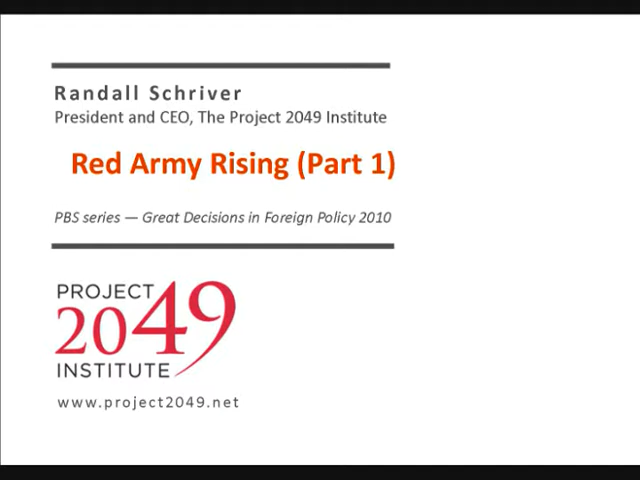 Randall Schriver
President and CEO, The Project 2049 Institute
Red Army Rising (Part 1)
PBS series — Great Decisions in Foreign Policy 2010
PROJECT
2049
INSTITUTE
www.project2049.net